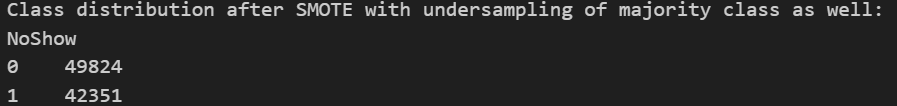 Class distribution after SMOTE with undersampling of majority class as well:
NoShow
0    49824
1    42351